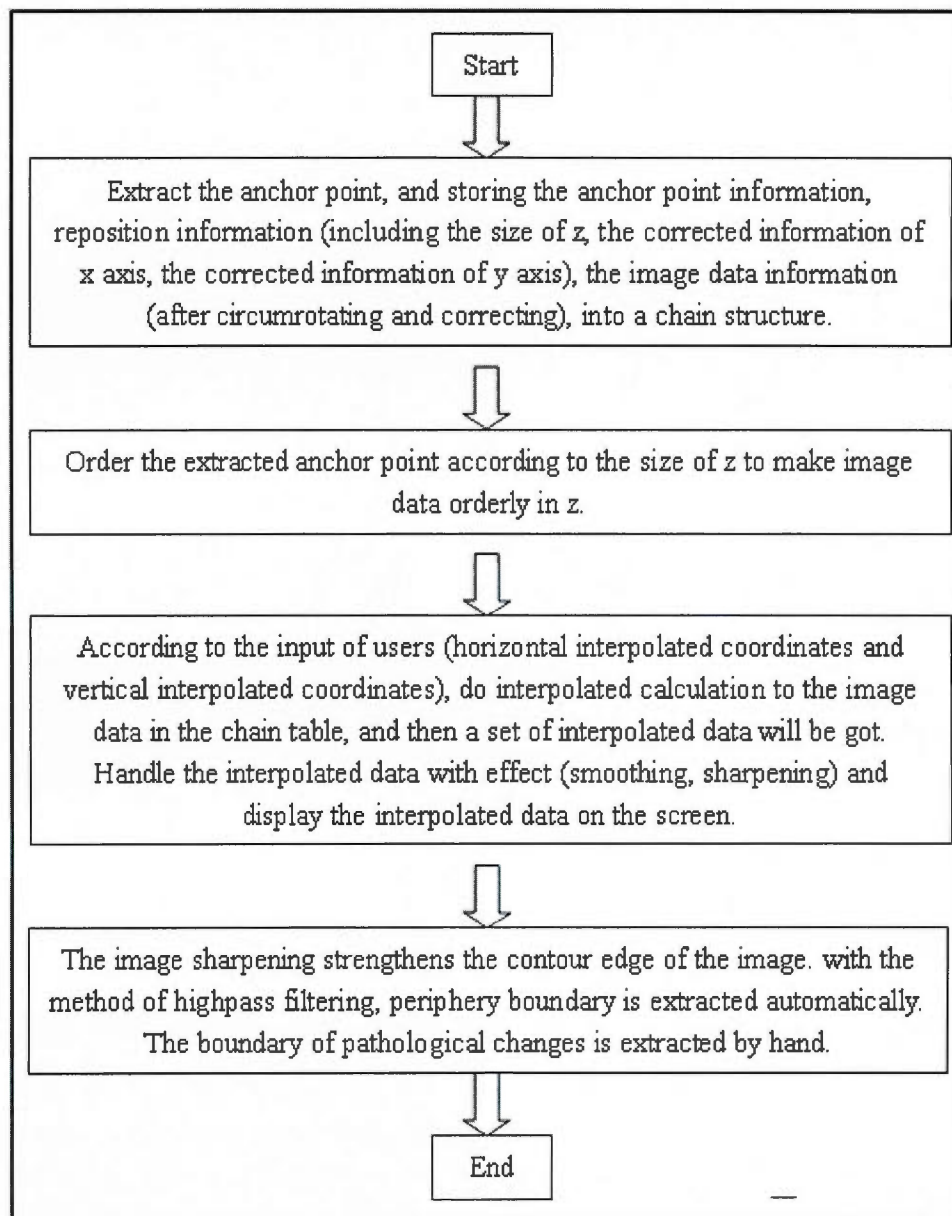 Start
Extract the anchor point, and storing the anchor point information,
reposition information (including the size of z, the corrected information of
x axis, the corrected information of y axis), the image data information
(after circumrotating and correcting), into a chain structure.
Order the extracted anchor point according to the size of z to make image
data orderly in z.
According to the input of users (horizontal interpolated coordinates and
vertical interpolated coordinates), do interpolated calculation to the image
data in the chain table, and then a set of interpolated data will be got.
Handle the interpolated data with effect (smoothing, sharpening) and
display the interpolated data on the screen.
The image sharpening strengthens the contour edge of the image. with the
method of highpass filtering, periphery boundary is extracted automatically.
The boundary of pathological changes is extracted by hand.
End